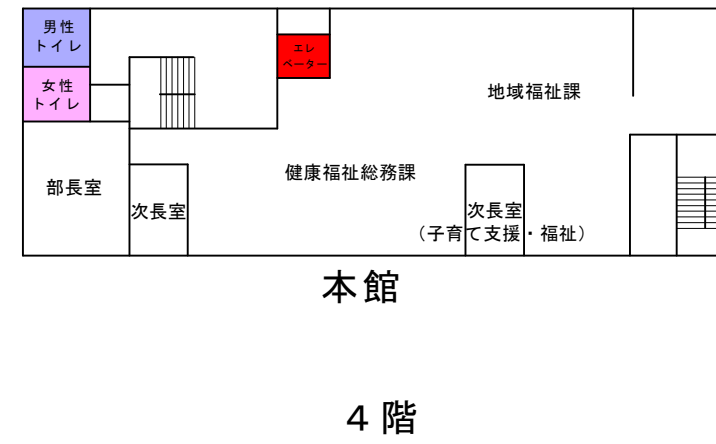 男性
トイレ
エレ
ベーター
女性
トイレ
地域福祉課
健康福祉総務課
部長室
次長室
次長室
(子育て支援・福祉)
本館
4階